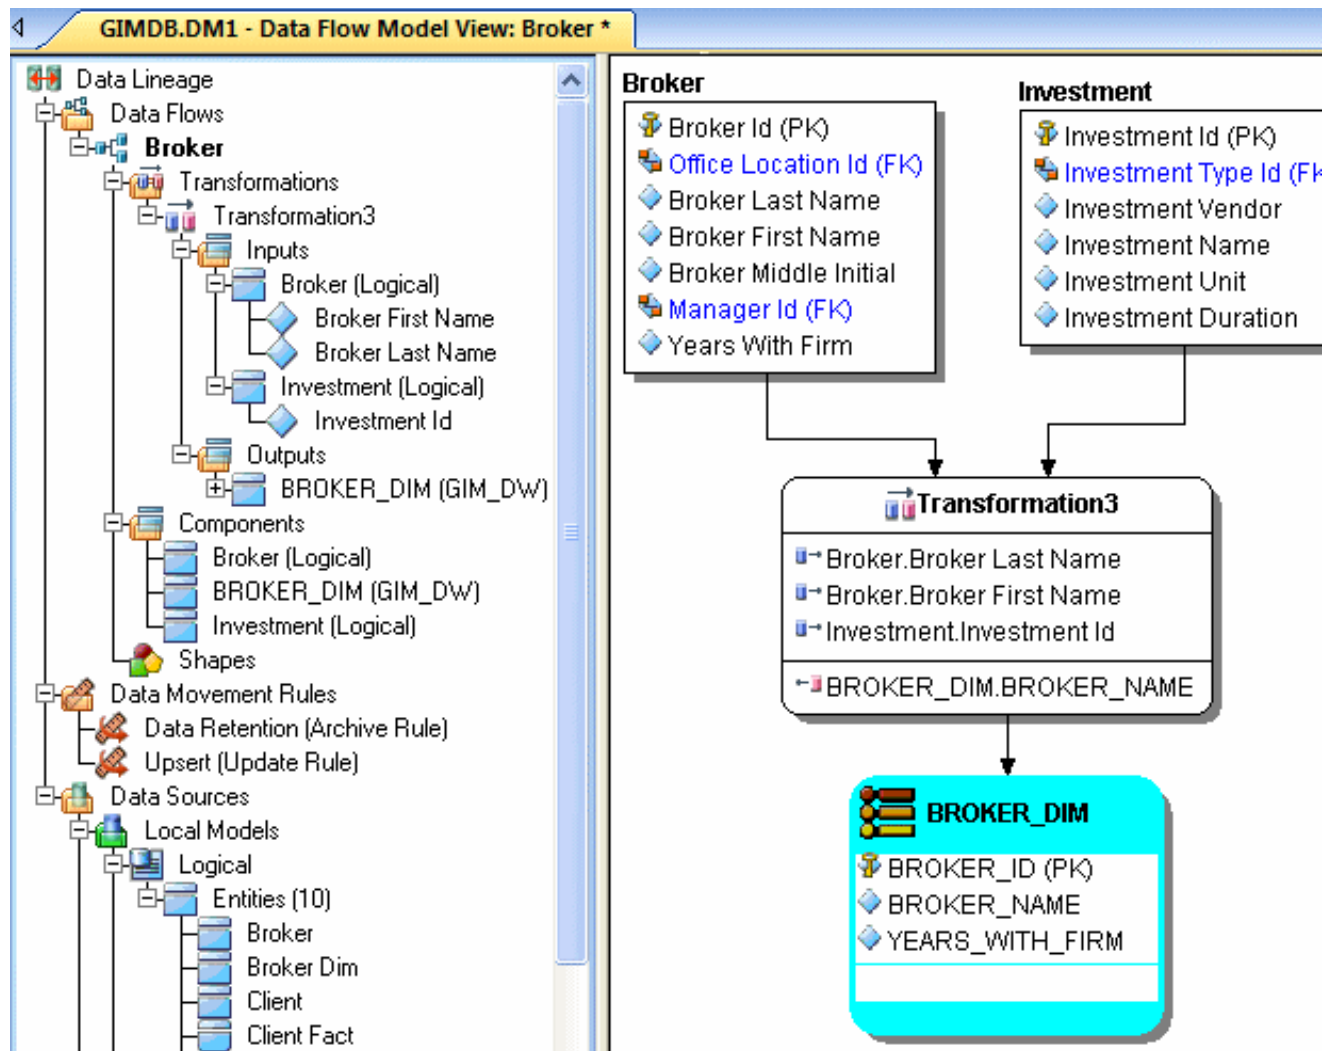 GIMDB.DM1 - Data Flow Model View: Broker *
Data Lineage
Data Flows
Broker
Transformations
Transformation3
Inputs
Broker (Logical)
Broker First Name
Broker Last Name
Investment (Logical)
Investment Id
Outputs
BROKER_DIM (GIM_DW)
Components
Broker (Logical)
BROKER_DIM (GIM_DW)
Investment (Logical)
Shapes
Data Movement Rules
Data Retention (Archive Rule)
Upsert (Update Rule)
Data Sources
Local Models
Logical
Entities (10)
Broker
Broker Dim
Client
Client Fact
Broker
Broker Id (PK)
Office Location Id (FK)
Broker Last Name
Broker First Name
Broker Middle Initial
Manager Id (FK)
Years With Firm
Investment
Investment Id (PK)
Investment Type Id (FK
Investment Vendor
Investment Name
Investment Unit
Investment Duration
Transformation3
Broker.Broker Last Name
Broker.Broker First Name
Investment.Investment Id
BROKER_DIM.BROKER_NAME
BROKER_DIM
BROKER_ID (PK)
BROKER_NAME
YEARS_WITH_FIRM